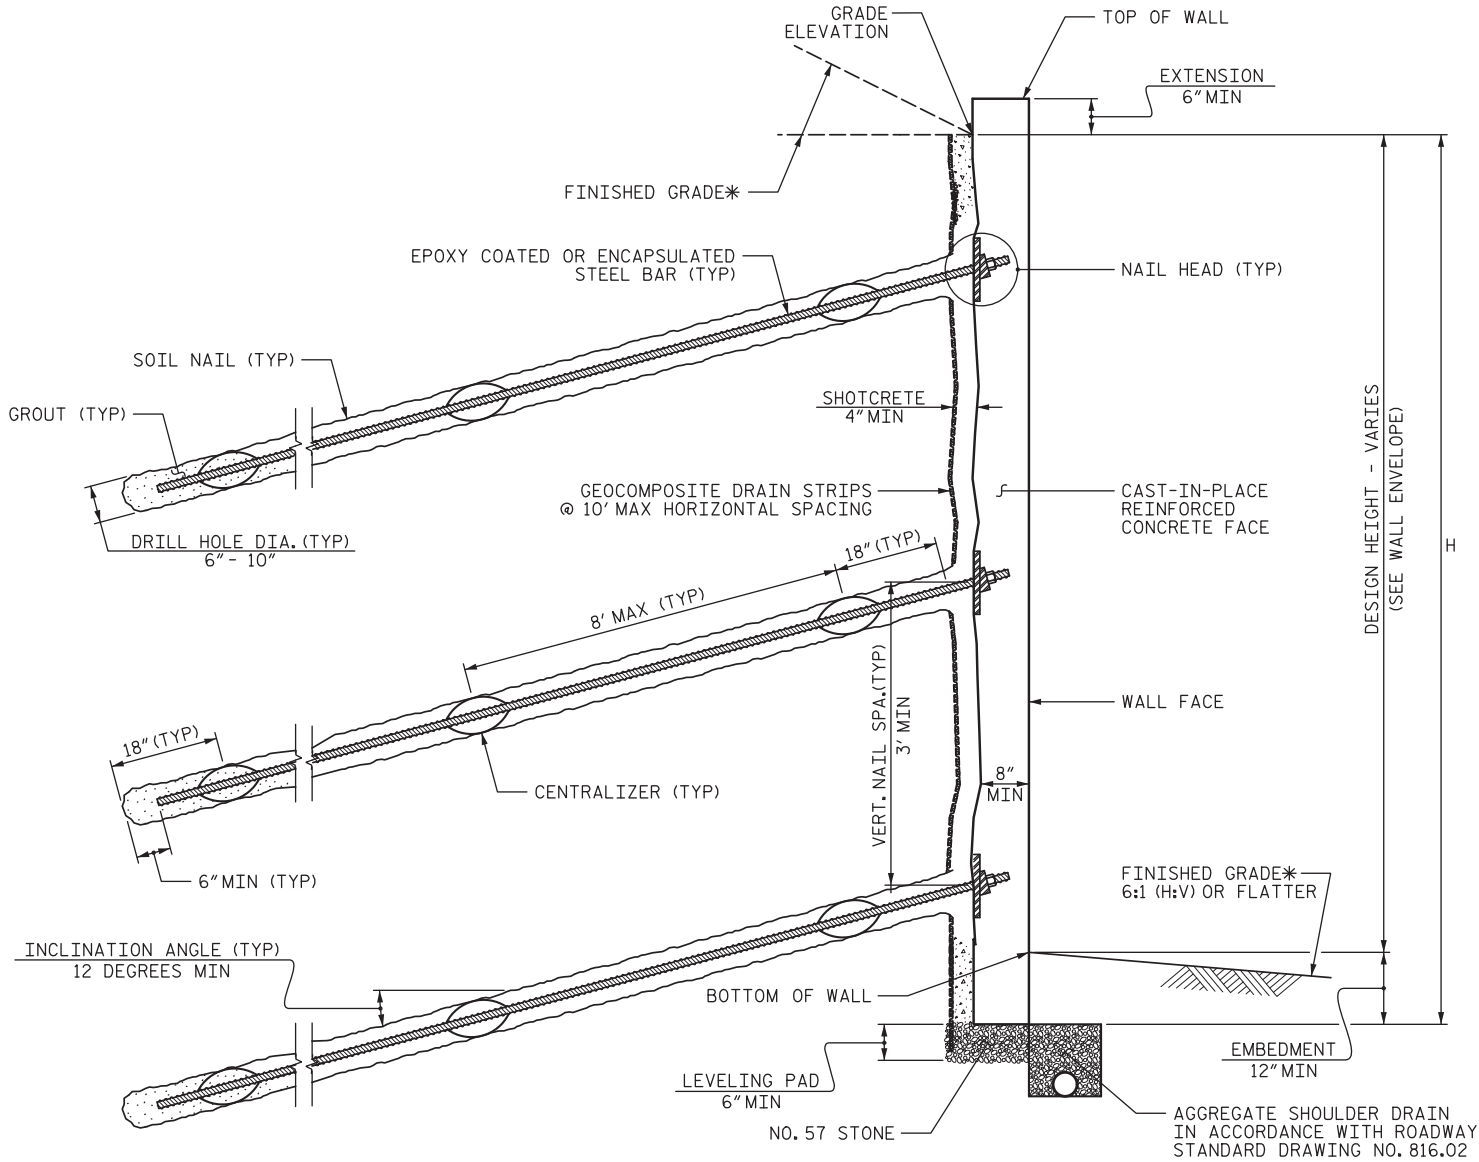 GRADE
ELEVATION
TOP OF WALL
EXTENSION
6" MIN
FINISHED GRADE*
EPOXY COATED OR ENCAPSULATED
STEEL BAR (TYP)
NAIL HEAD (TYP)
SOIL NAIL (TYP)
GROUT (TYP)
SHOTCRETE
4" MIN
DESIGN HEIGHT - VARIES
(SEE WALL ENVELOPE)
H
GEOCOMPOSITE DRAIN STRIPS
@ 10' MAX HORIZONTAL SPACING
CAST-IN-PLACE
REINFORCED
CONCRETE FACE
DRILL HOLE DIA. (TYP)
6" - 10"
18" (TYP)
8' MAX (TYP)
VERT. NAIL SPA. (TYP)
3' MIN
WALL FACE
18" (TYP)
CENTRALIZER (TYP)
8"
MIN
6" MIN (TYP)
FINISHED GRADE*
6:1 (H:V) OR FLATTER
INCLINATION ANGLE (TYP)
12 DEGREES MIN
BOTTOM OF WALL
EMBEDMENT
12" MIN
LEVELING PAD
6" MIN
NO. 57 STONE
AGGREGATE SHOULDER DRAIN
IN ACCORDANCE WITH ROADWAY
STANDARD DRAWING NO. 816.02